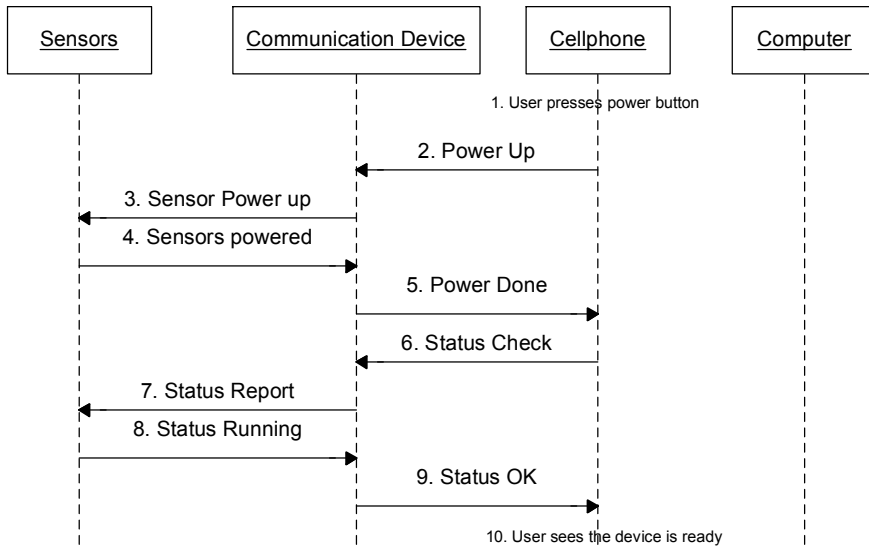 Sensors
Communication Device
Cellphone
Computer
1. User presses power button
2. Power Up
3. Sensor Power up
4. Sensors powered
5. Power Done
6. Status Check
7. Status Report
8. Status Running
9. Status OK
10. User sees the device is ready